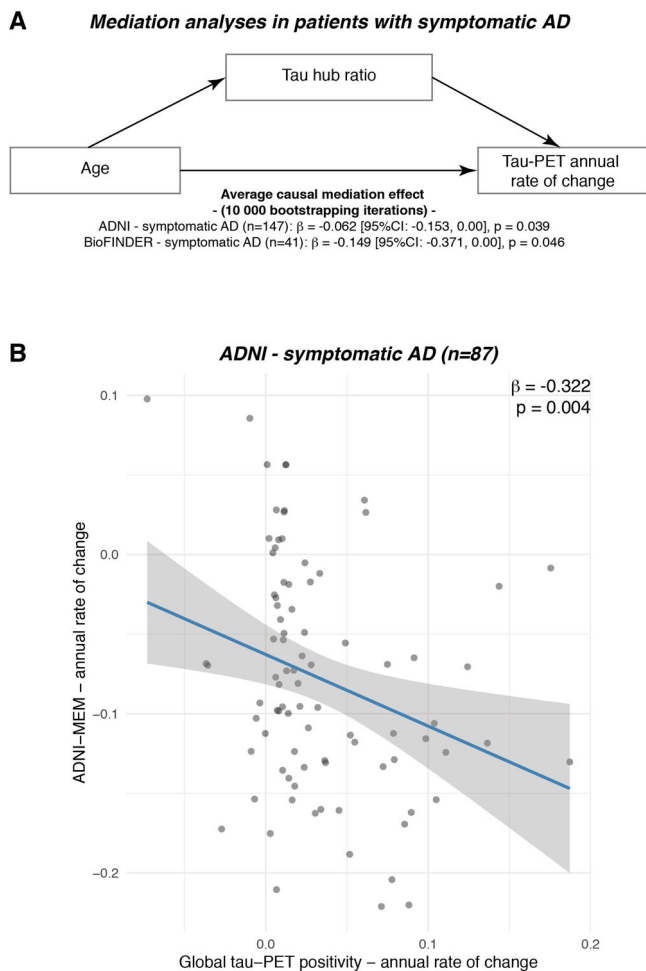 A
Mediation analyses in patients with symptomatic AD
Tau hub ratio
Age
Tau-PET annual
rate of change
Average causal mediation effect
- (10 000 bootstrapping iterations) -
ADNI - symptomatic AD (n=147): β = -0.062 [95%CI: -0.153, 0.00], p = 0.039
BioFINDER - symptomatic AD (n=41): β = -0.149 [95%CI: -0.371, 0.00], p = 0.046
B
ADNI - symptomatic AD (n=87)
β = -0.322
p = 0.004
0.1
0.0
−0.1
−0.2
ADNI−MEM − annual rate of change
0.0
0.1
0.2
Global tau−PET positivity − annual rate of change